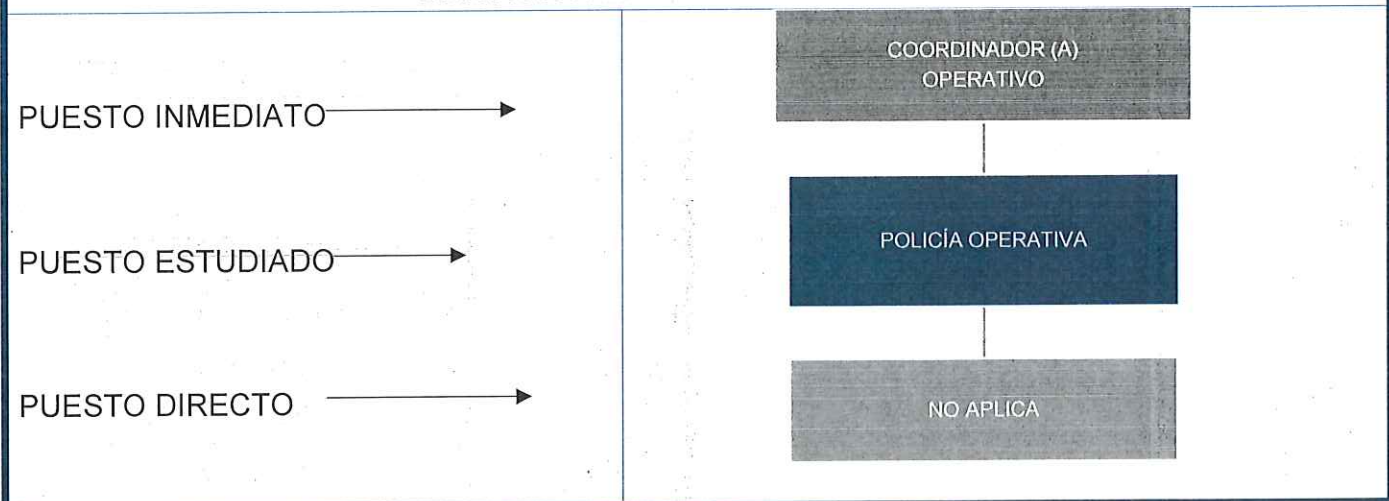 COORDINADOR (A)
OPERATIVO
PUESTO INMEDIATO
POLICÍA OPERATIVA
PUESTO ESTUDIADO
PUESTO DIRECTO
NO APLICA